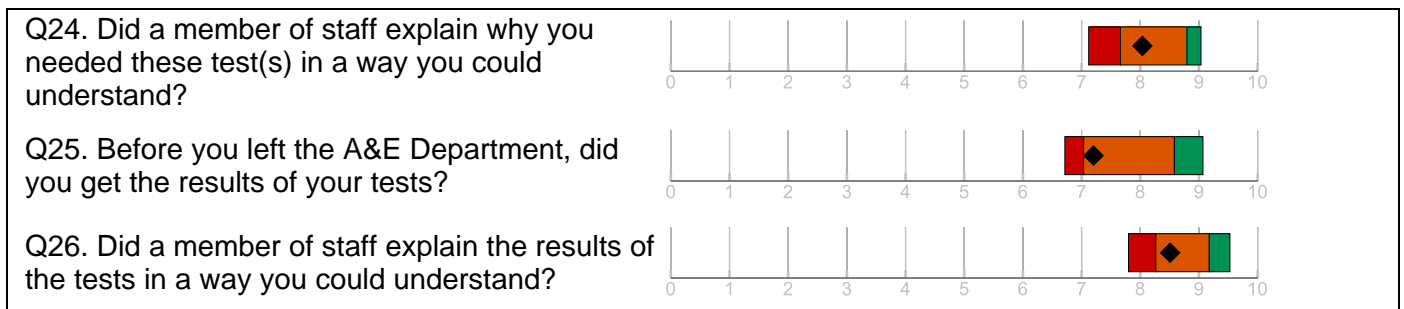 Q24. Did a member of staff explain why you
needed these test(s) in a way you could
understand?
0 1 2 3 4 5 6 7 8 9 10
Q25. Before you left the A&E Department, did
you get the results of your tests?
0 1 2 3 4 5 6 7 8 9 10
Q26. Did a member of staff explain the results of
the tests in a way you could understand?
0 1 2 3 4 5 6 7 8 9 10